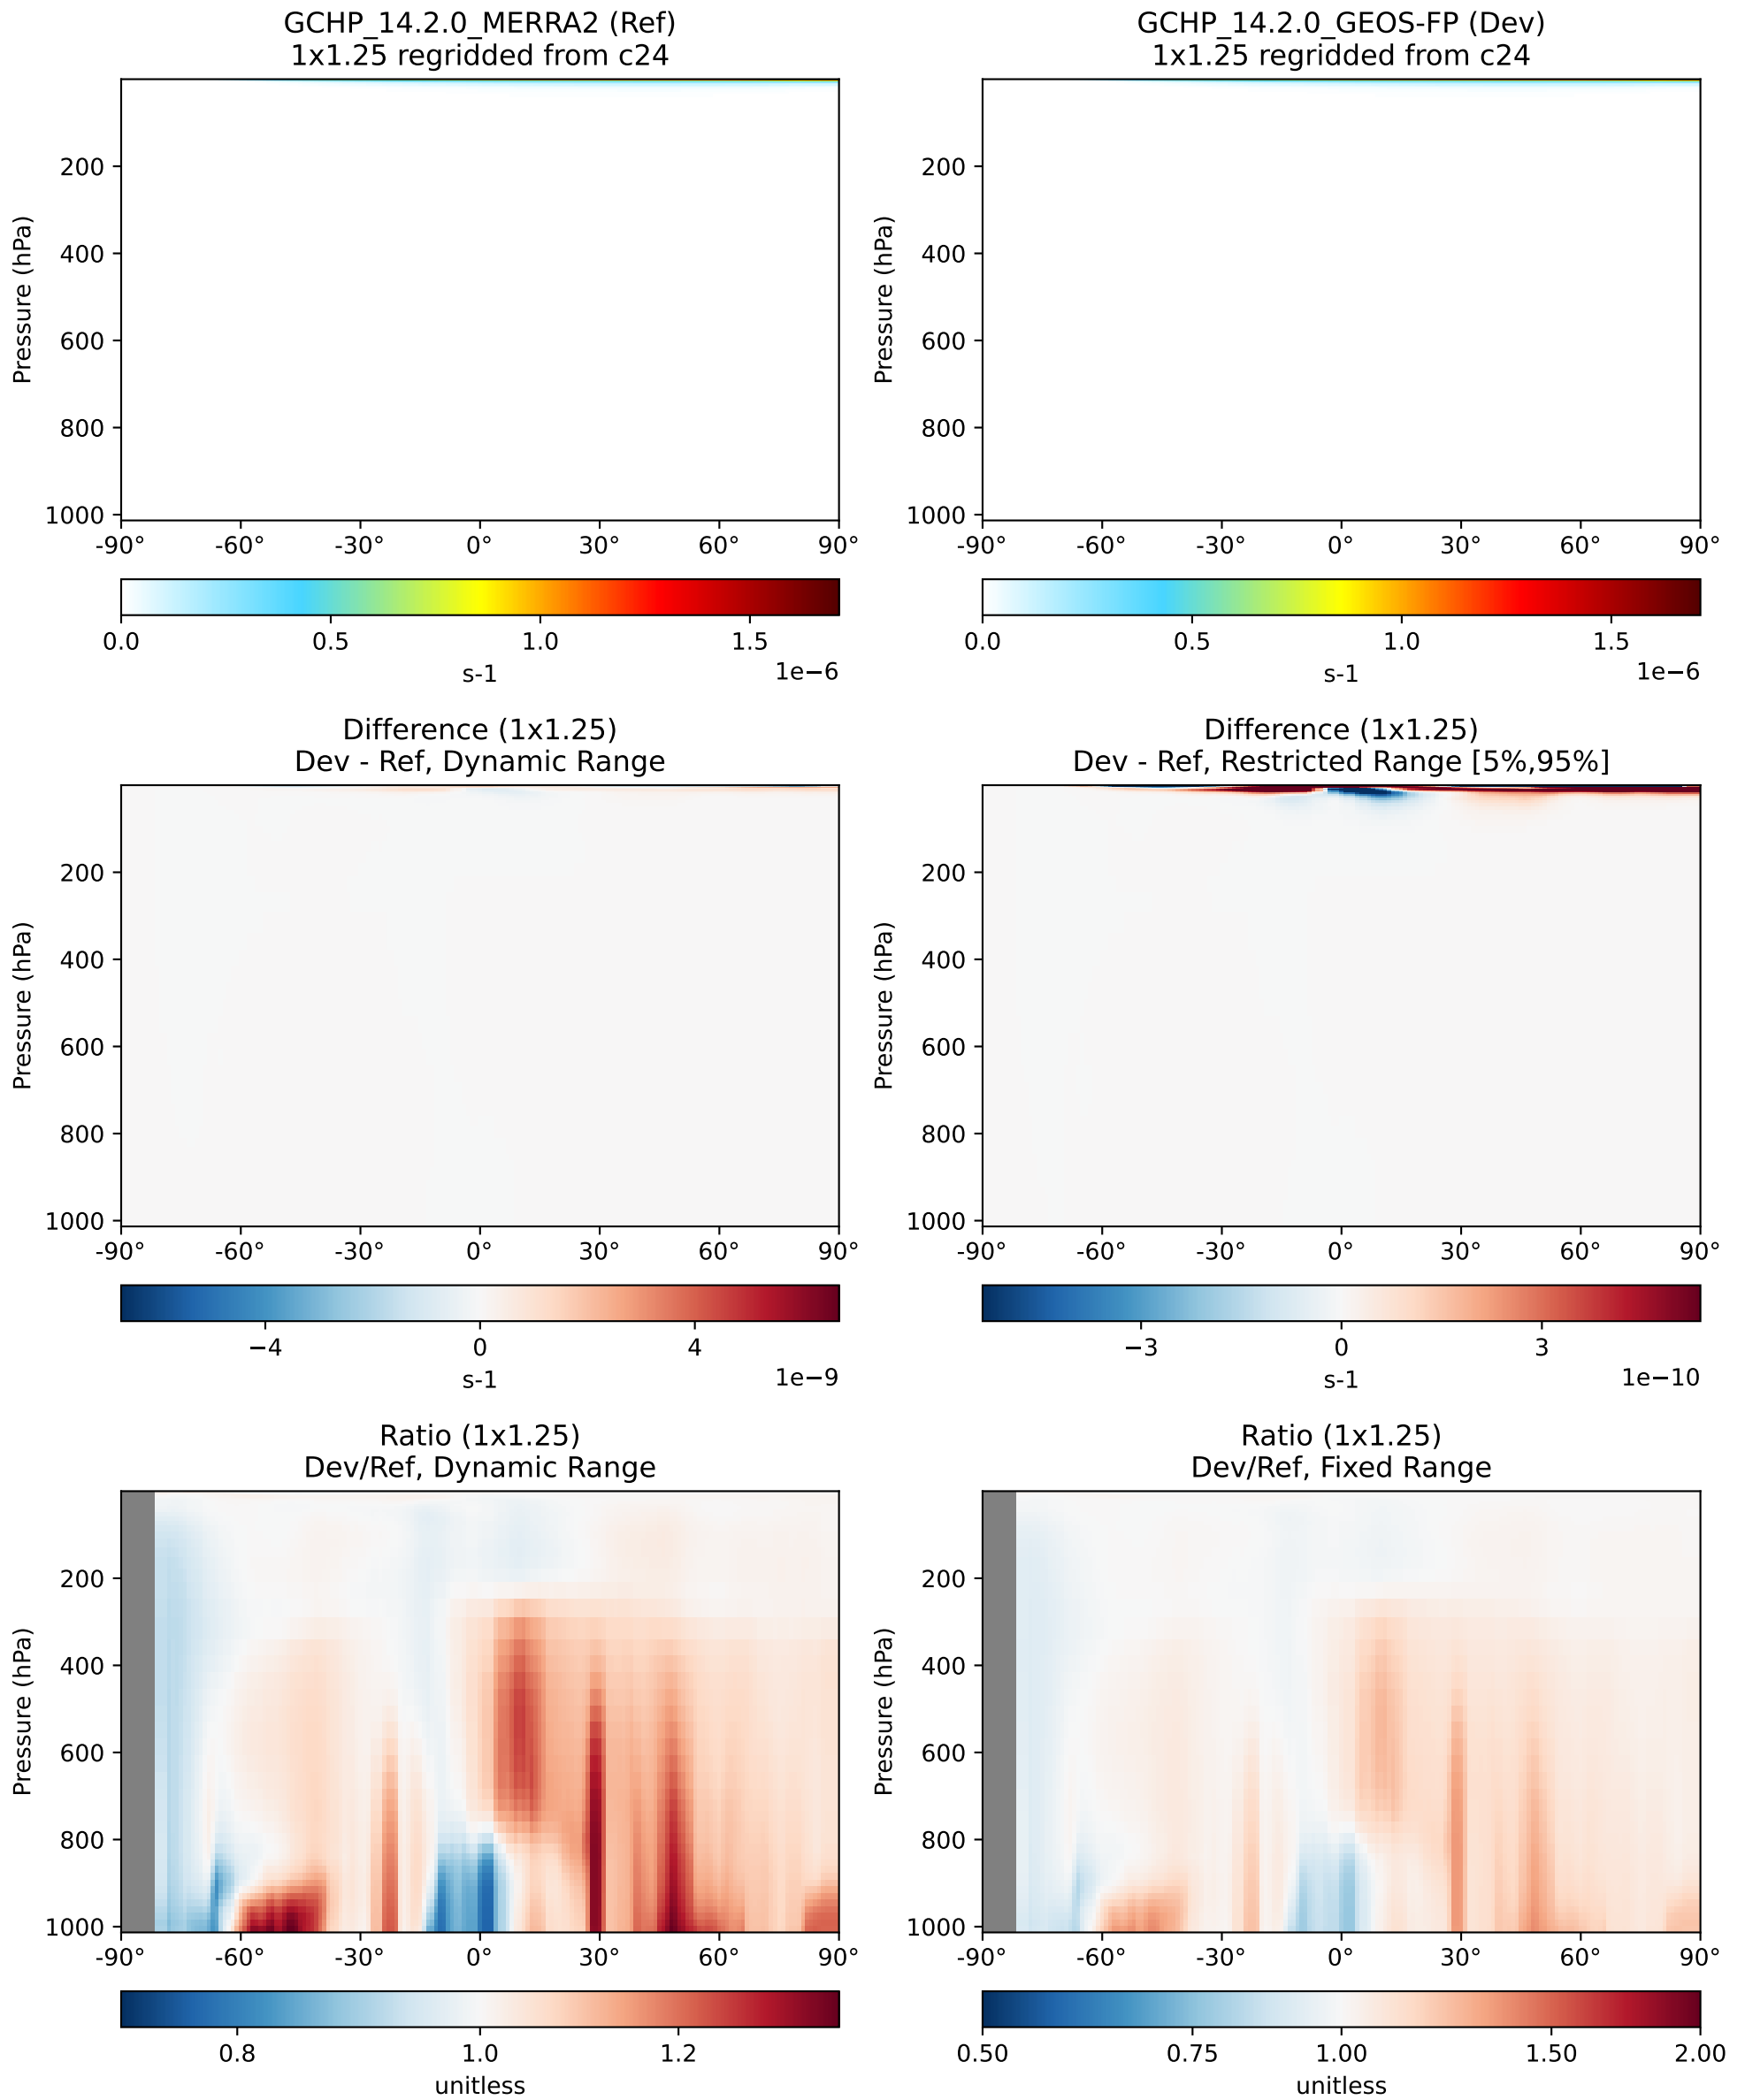 GCHP_14.2.0_MERRA2 (Ref)
1x1.25 regridded from c24
Pressure (hPa)
200
400
600
800
1000
-90° -60° -30° 0° 30° 60° 90°
0.0 0.5 1.0 1.5
s-1
1e−6
GCHP_14.2.0_GEOS-FP (Dev)
1x1.25 regridded from c24
Pressure (hPa)
200
400
600
800
1000
-90° -60° -30° 0° 30° 60° 90°
0.0 0.5 1.0 1.5
s-1
1e−6
Difference (1x1.25)
Dev - Ref, Dynamic Range
Pressure (hPa)
200
400
600
800
1000
-90° -60° -30° 0° 30° 60° 90°
−4 0 4
s-1
1e−9
Difference (1x1.25)
Dev - Ref, Restricted Range [5%,95%]
Pressure (hPa)
200
400
600
800
1000
-90° -60° -30° 0° 30° 60° 90°
−3 0 3
s-1
1e−10
Ratio (1x1.25)
Dev/Ref, Dynamic Range
Pressure (hPa)
200
400
600
800
1000
-90° -60° -30° 0° 30° 60° 90°
0.8 1.0 1.2
unitless
Ratio (1x1.25)
Dev/Ref, Fixed Range
Pressure (hPa)
200
400
600
800
1000
-90° -60° -30° 0° 30° 60° 90°
0.50 0.75 1.00 1.50 2.00
unitless